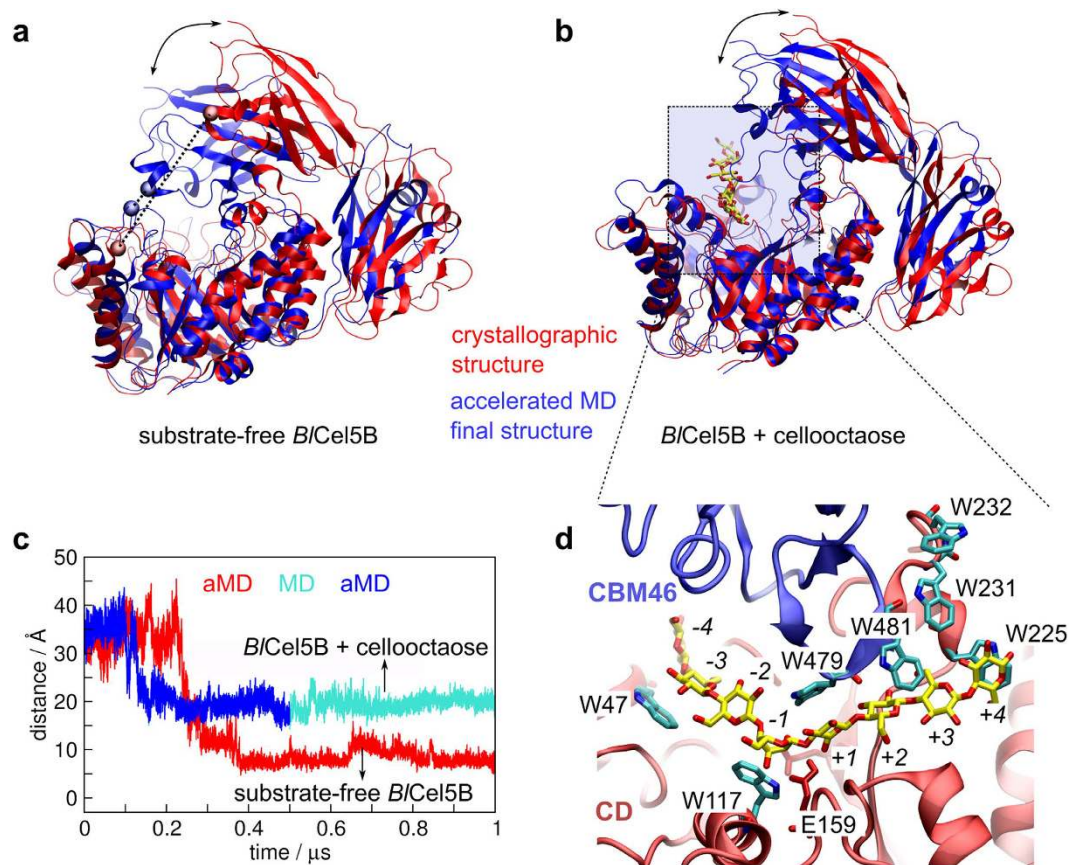 a
b
crystallographic
structure
accelerated MD
final structure
substrate-free BlCel5B
BlCel5B + cellooctaose
c
50
40
30
20
10
0
distance / Å
aMD MD aMD
BlCel5B + cellooctaose
substrate-free BlCel5B
0 0.2 0.4 0.6 0.8 1
time / μs
d
W232
CBM46
W231
W481
W225
-4
-3
-2
W479
W47
-1
+4
+3
+2
+1
W117
E159
CD